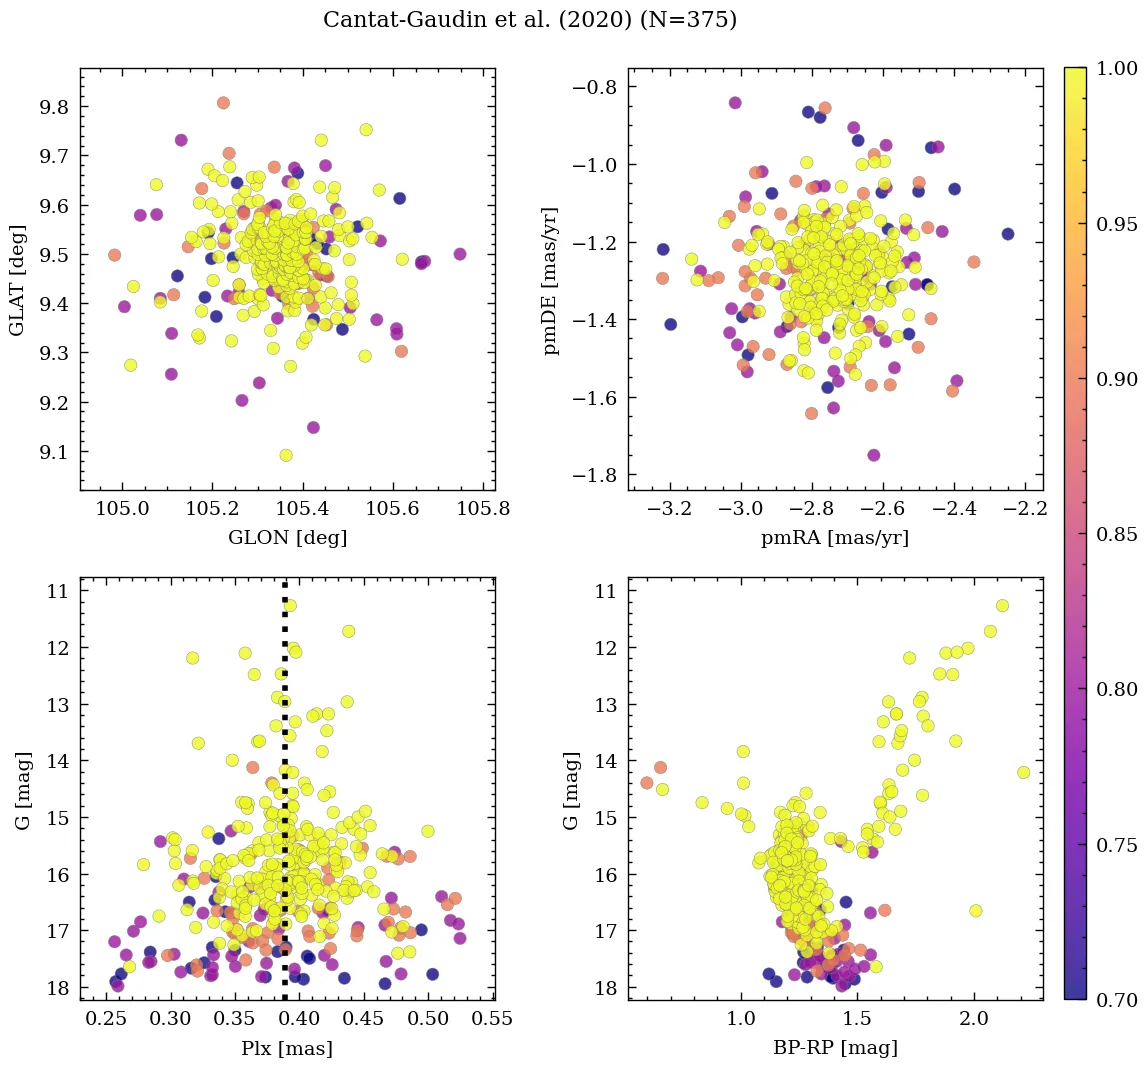 Cantat-Gaudin et al. (2020) (N=375)
9.8
9.7
9.6
9.5
9.4
9.3
9.2
9.1
GLAT [deg]
105.0 105.2 105.4 105.6 105.8
GLON [deg]
−0.8
−1.0
−1.2
−1.4
−1.6
−1.8
pmDE [mas/yr]
−3.2 −3.0 −2.8 −2.6 −2.4 −2.2
pmRA [mas/yr]
11
12
13
14
15
16
17
18
G [mag]
0.25 0.30 0.35 0.40 0.45 0.50 0.55
Plx [mas]
11
12
13
14
15
16
17
18
G [mag]
1.0 1.5 2.0
BP-RP [mag]
1.00
0.95
0.90
0.85
0.80
0.75
0.70